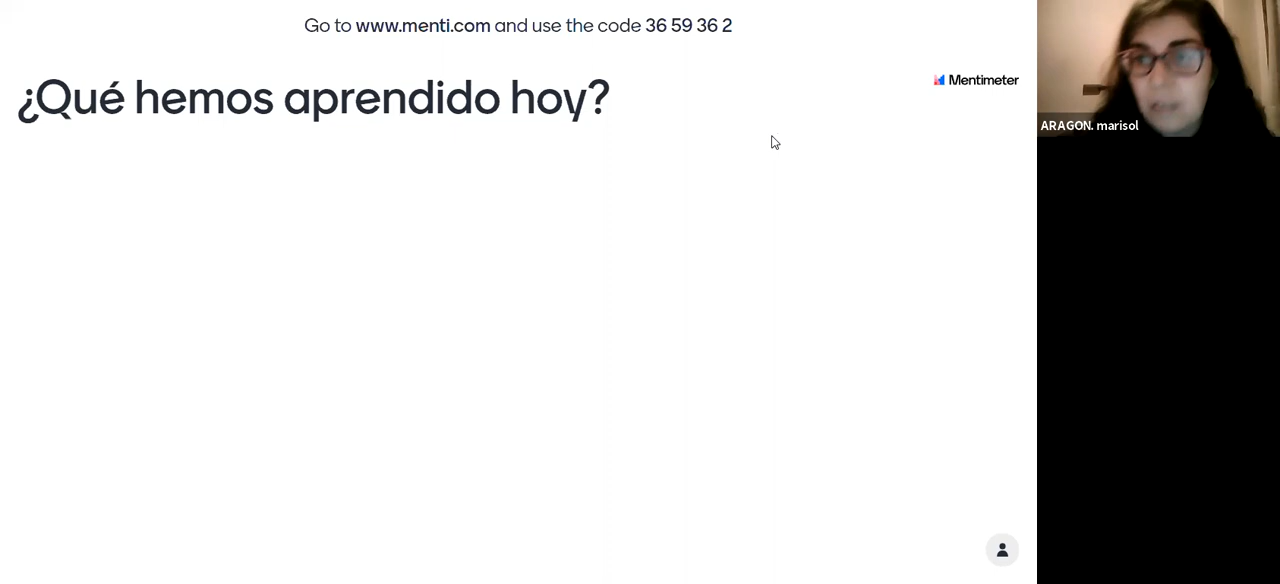 Go to www.menti.com and use the code 36 59 36 2
¿Qué hemos aprendido hoy?
Mentimeter
ARAGON. marisol